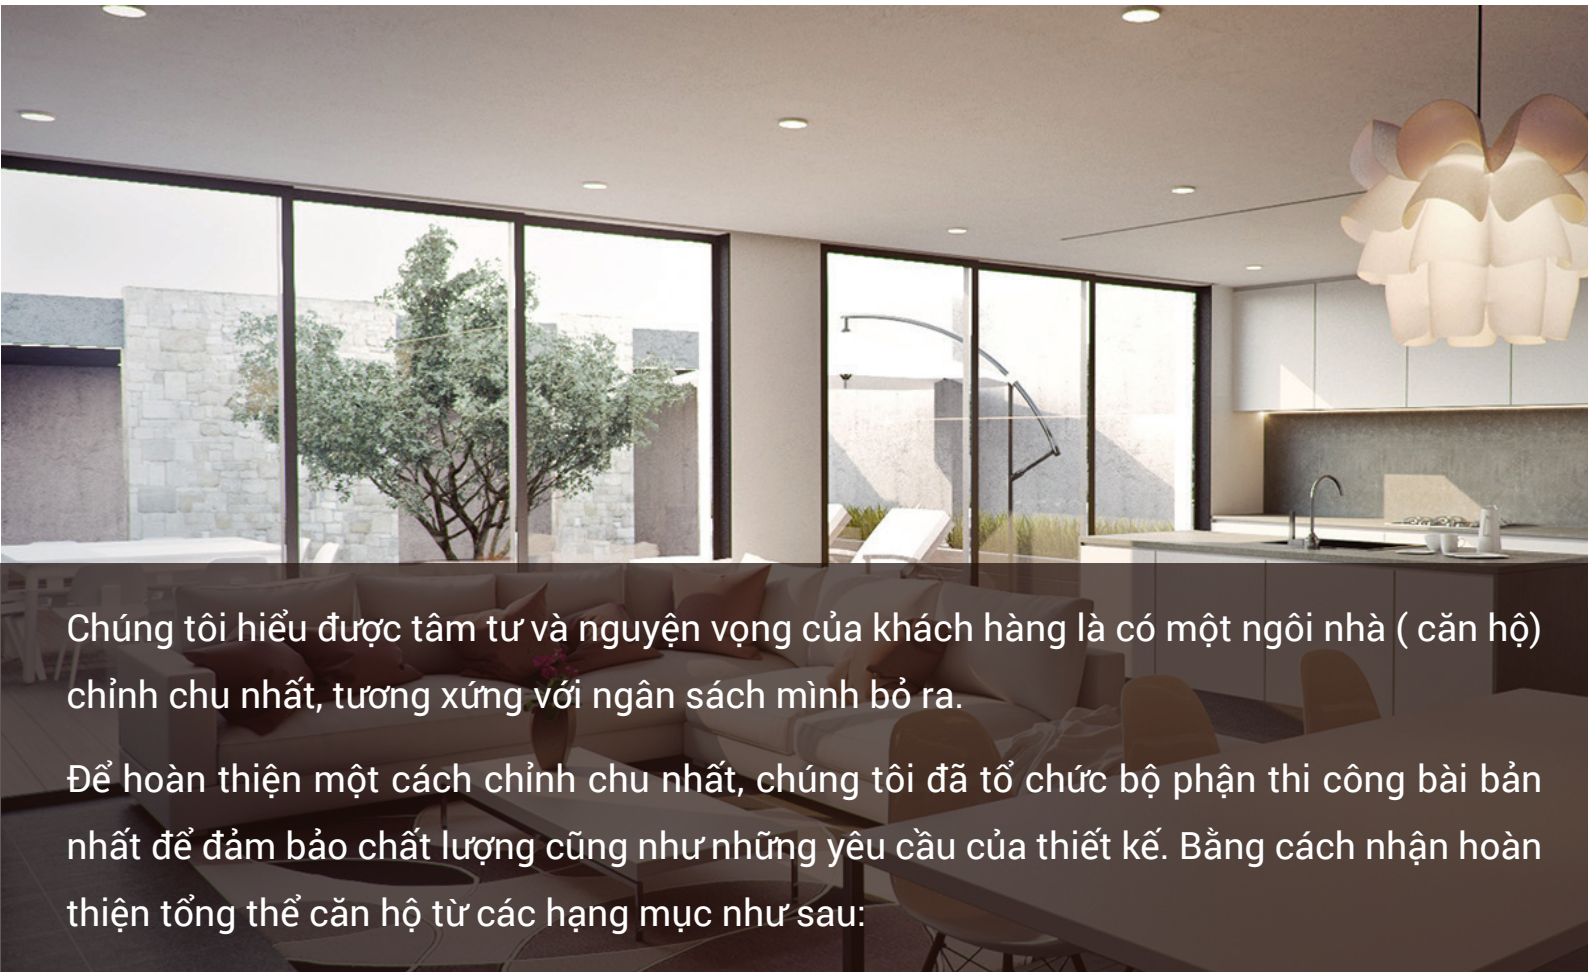 Chúng tôi hiểu được tâm tư và nguyện vọng của khách hàng là có một ngôi nhà ( căn hộ)
chỉnh chu nhất, tương xứng với ngân sách mình bỏ ra.
Để hoàn thiện một cách chỉnh chu nhất, chúng tôi đã tổ chức bộ phận thi công bài bản
nhất để đảm bảo chất lượng cũng như những yêu cầu của thiết kế. Bằng cách nhận hoàn
thiện tổng thể căn hộ từ các hạng mục như sau: